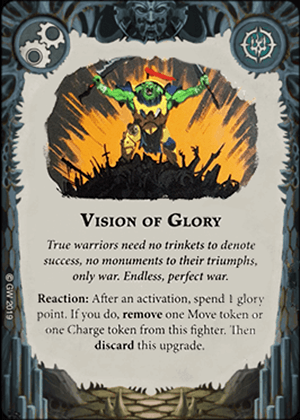 VISION OF GLORY
True warriors need no trinkets to denote
success, no monuments to their triumphs,
only war. Endless, perfect war.
Reaction: After an activation, spend 1 glory
point. If you do, remove one Move token or
one Charge token from this fighter. Then
discard this upgrade.
© GW 2019